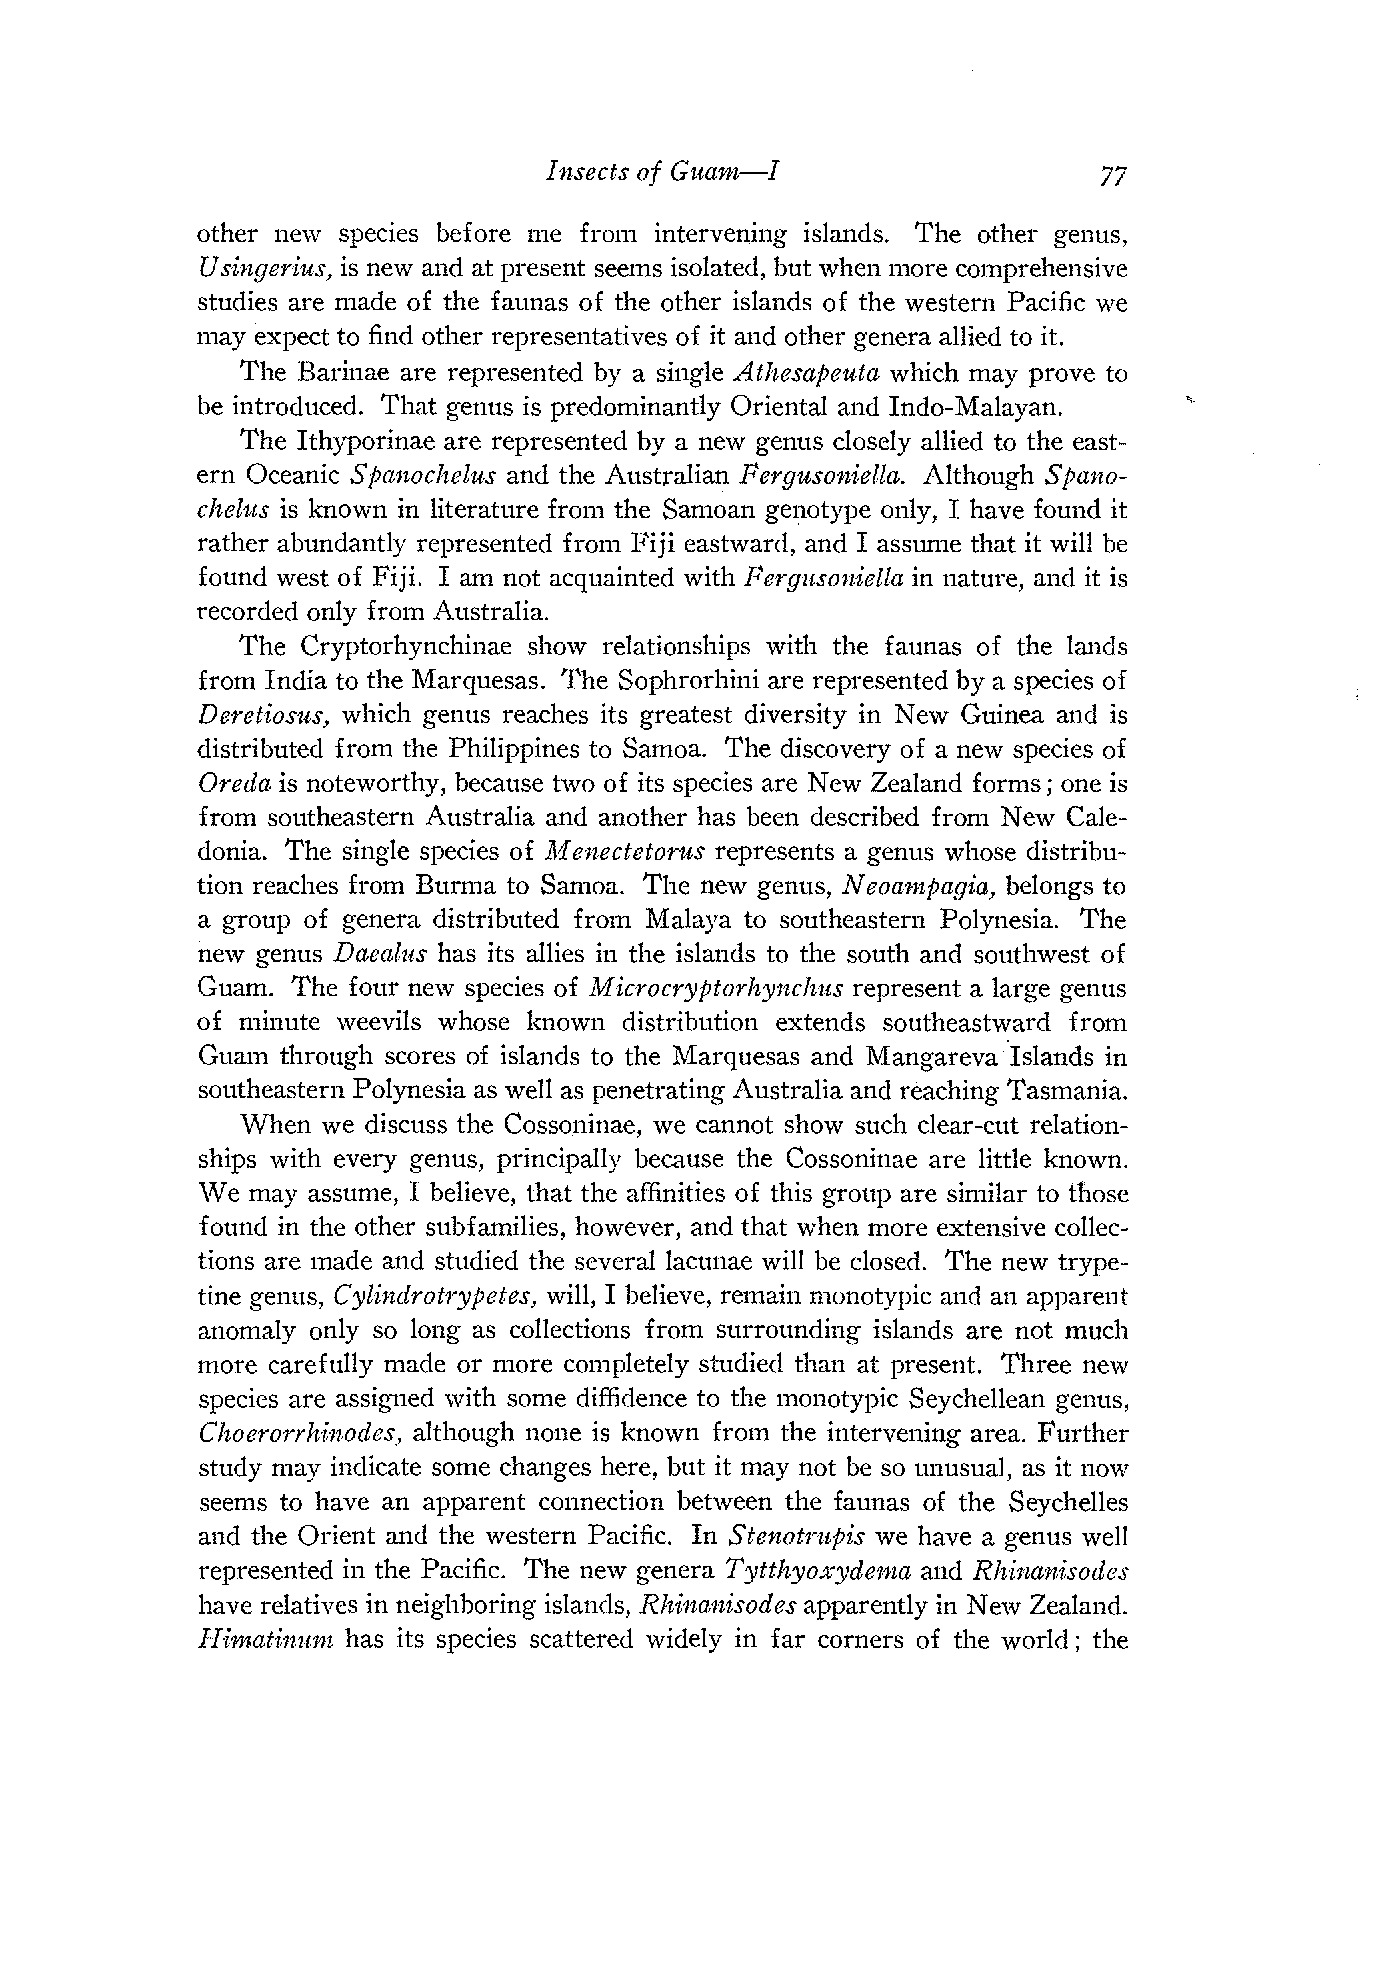 Insects of Guam—I 77
other new species before me from intervening islands. The other genus,
Usingerius, is new and at present seems isolated, but when more comprehensive
studies are made of the faunas of the other islands of the western Pacific we
may expect to find other representatives of it and other genera allied to it.
The Barinae are represented by a single Athesapeuta which may prove to
be introduced. That genus is predominantly Oriental and Indo-Malayan.
The Ithyporinae are represented by a new genus closely allied to the east-
ern Oceanic Spanochelus and the Australian Fergusoniella. Although Spano-
chelus is known in literature from the Samoan genotype only, I have found it
rather abundantly represented from Fiji eastward, and I assume that it will be
found west of Fiji. I am not acquainted with Fergusoniella in nature, and it is
recorded only from Australia.
The Cryptorhynchinae show relationships with the faunas of the lands
from India to the Marquesas. The Sophrorhini are represented by a species of
Deretiosus, which genus reaches its greatest diversity in New Guinea and is
distributed from the Philippines to Samoa. The discovery of a new species of
Oreda is noteworthy, because two of its species are New Zealand forms; one is
from southeastern Australia and another has been described from New Cale-
donia. The single species of Menectetorus represents a genus whose distribu-
tion reaches from Burma to Samoa. The new genus, Neoampagia, belongs to
a group of genera distributed from Malaya to southeastern Polynesia. The
new genus Daealus has its allies in the islands to the south and southwest of
Guam. The four new species of Microcryptorhynchus represent a large genus
of minute weevils whose known distribution extends southeastward from
Guam through scores of islands to the Marquesas and Mangareva Islands in
southeastern Polynesia as well as penetrating Australia and reaching Tasmania.
When we discuss the Cossoninae, we cannot show such clear-cut relation-
ships with every genus, principally because the Cossoninae are little known.
We may assume, I believe, that the affinities of this group are similar to those
found in the other subfamilies, however, and that when more extensive collec-
tions are made and studied the several lacunae will be closed. The new trype-
tine genus, Cylindrotrypetes, will, I believe, remain monotypic and an apparent
anomaly only so long as collections from surrounding islands are not much
more carefully made or more completely studied than at present. Three new
species are assigned with some diffidence to the monotypic Seychellean genus,
Choerorrhinodes, although none is known from the intervening area. Further
study may indicate some changes here, but it may not be so unusual, as it now
seems to have an apparent connection between the faunas of the Seychelles
and the Orient and the western Pacific. In Stenotrupis we have a genus well
represented in the Pacific. The new genera Tytthyoxydema and Rhinanisodes
have relatives in neighboring islands, Rhinanisodes apparently in New Zealand.
Himatinum has its species scattered widely in far corners of the world; the